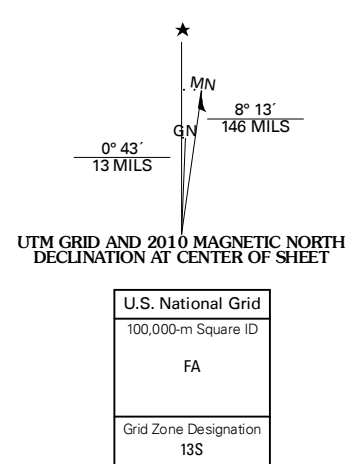 ★
MN
GN
8° 13´
146 MILS
0° 43´
13 MILS
UTM GRID AND 2010 MAGNETIC NORTH
DECLINATION AT CENTER OF SHEET
U.S. National Grid
100,000-m Square ID
FA
Grid Zone Designation
13S